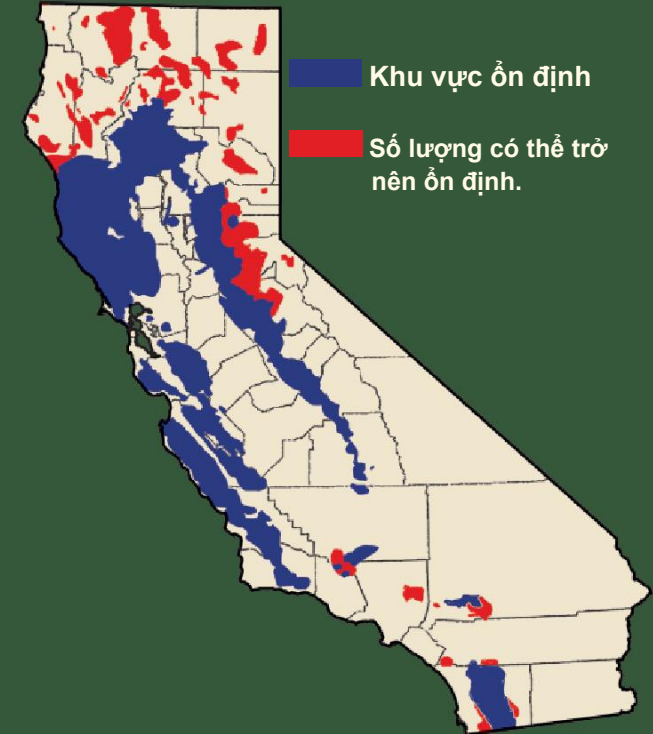 Khu vực ổn định
Số lượng có thể trở
nên ổn định.